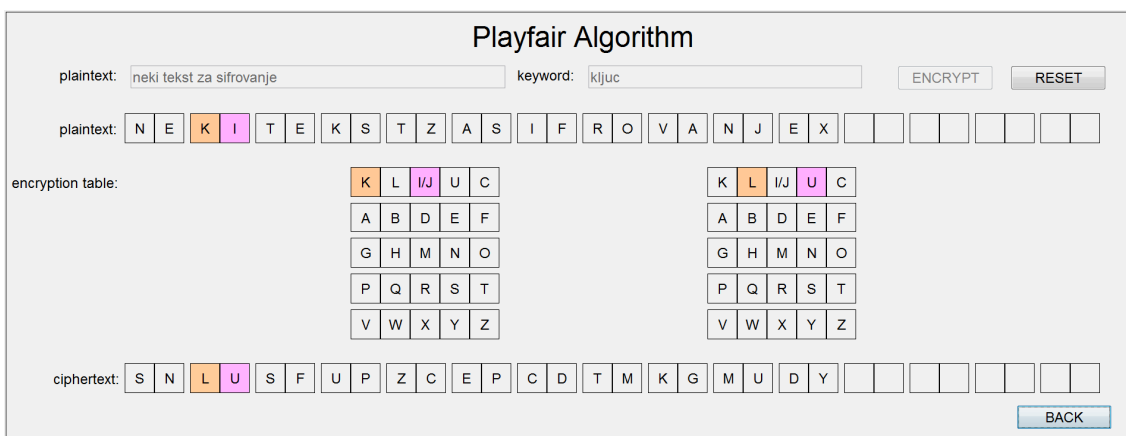 Playfair Algorithm
plaintext: neki tekst za sifrovanje keyword: kljuc ENCRYPT RESET
plaintext: N E K I T E K S T Z A S I F R O V A N J E X
encryption table: K L I/J U C K L I/J U C
A B D E F A B D E F
G H M N O G H M N O
P Q R S T P Q R S T
V W X Y Z V W X Y Z
ciphertext: S N L U S F U P Z C E P C D T M K G M U D Y
BACK